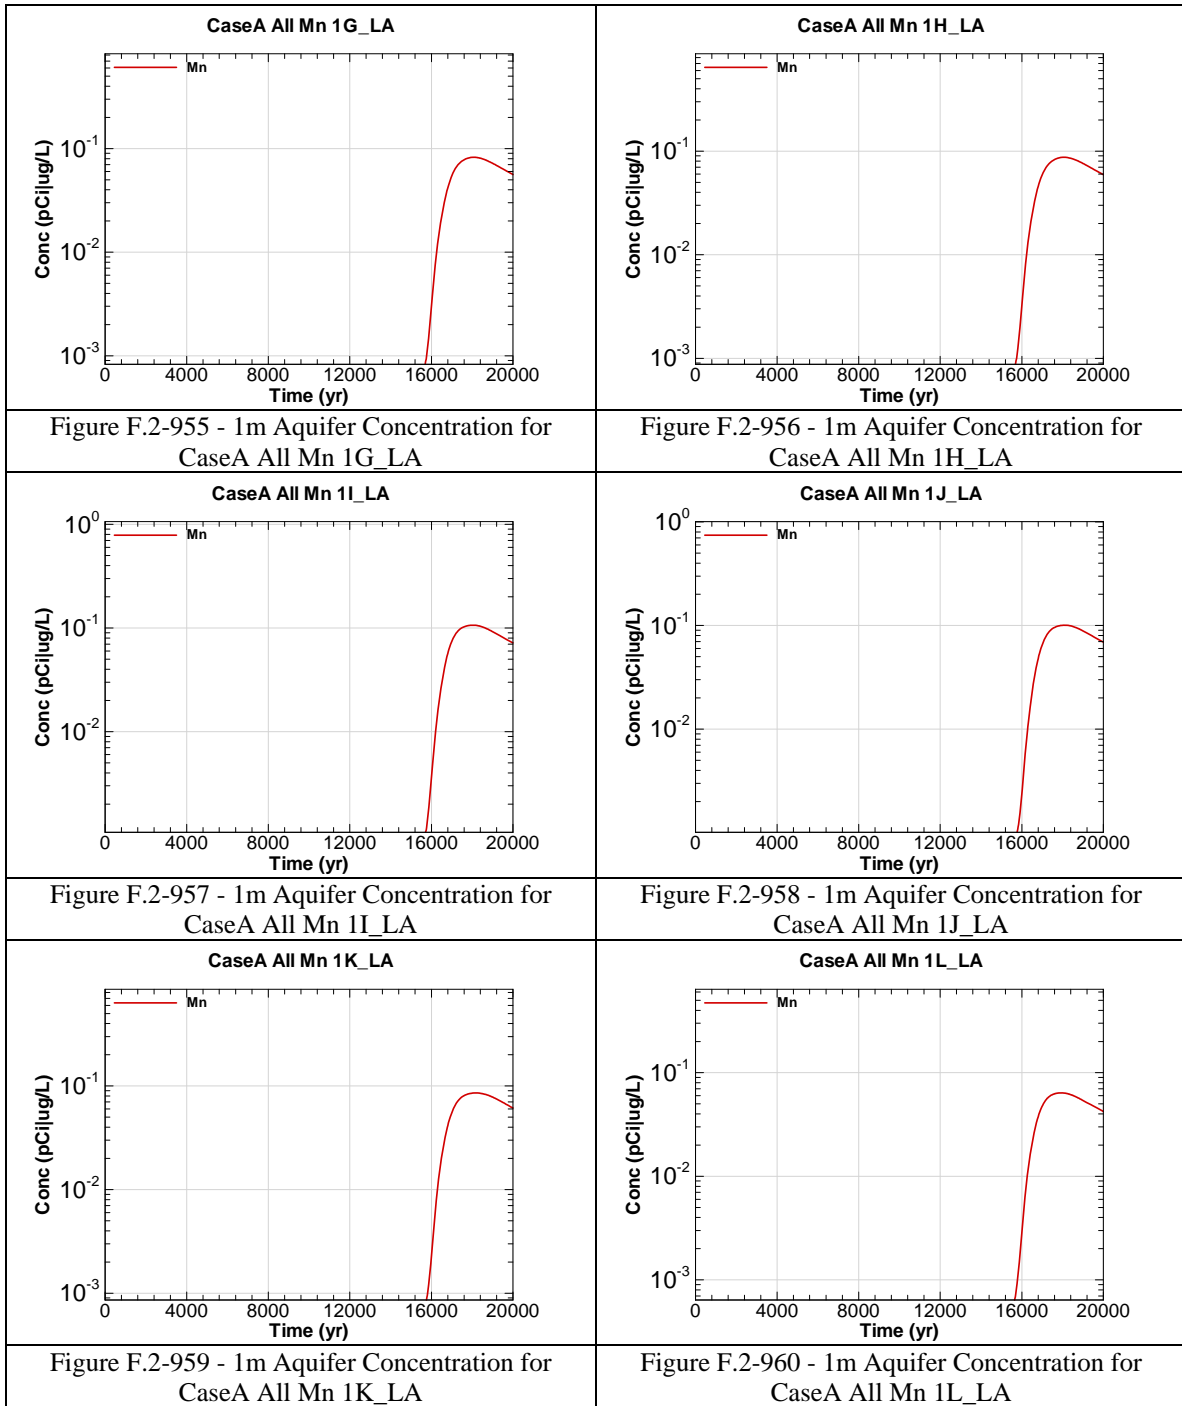 CaseA All Mn 1G_LA
Mn
Conc (pCi|ug/L)
10^-1
10^-2
10^-3
0 4000 8000 12000 16000 20000
Time (yr)
Figure F.2-955 - 1m Aquifer Concentration for
CaseA All Mn 1G_LA
CaseA All Mn 1H_LA
Mn
Conc (pCi|ug/L)
10^-1
10^-2
10^-3
0 4000 8000 12000 16000 20000
Time (yr)
Figure F.2-956 - 1m Aquifer Concentration for
CaseA All Mn 1H_LA
CaseA All Mn 1I_LA
Mn
Conc (pCi|ug/L)
10^0
10^-1
10^-2
0 4000 8000 12000 16000 20000
Time (yr)
Figure F.2-957 - 1m Aquifer Concentration for
CaseA All Mn 1I_LA
CaseA All Mn 1J_LA
Mn
Conc (pCi|ug/L)
10^0
10^-1
10^-2
0 4000 8000 12000 16000 20000
Time (yr)
Figure F.2-958 - 1m Aquifer Concentration for
CaseA All Mn 1J_LA
CaseA All Mn 1K_LA
Mn
Conc (pCi|ug/L)
10^-1
10^-2
10^-3
0 4000 8000 12000 16000 20000
Time (yr)
Figure F.2-959 - 1m Aquifer Concentration for
CaseA All Mn 1K_LA
CaseA All Mn 1L_LA
Mn
Conc (pCi|ug/L)
10^-1
10^-2
10^-3
0 4000 8000 12000 16000 20000
Time (yr)
Figure F.2-960 - 1m Aquifer Concentration for
CaseA All Mn 1L_LA